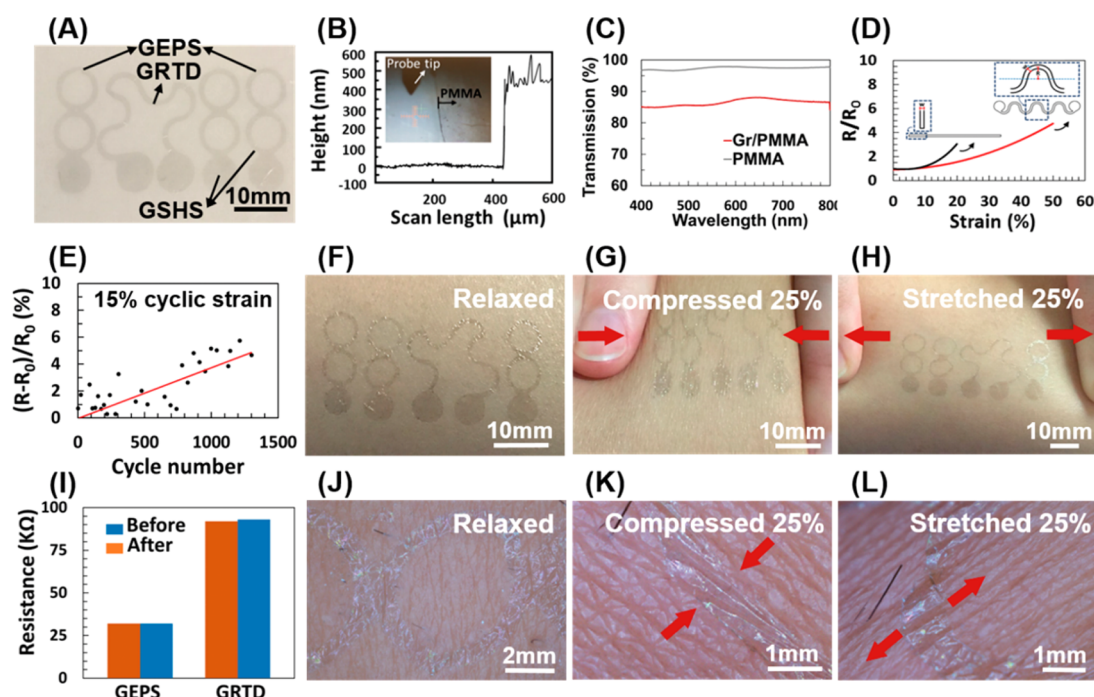 (A)
GEPS
GRTD
GSHS
10mm
(B)
Height (nm)
600
500
400
300
200
100
0
-100
Probe tip
PMMA
0 200 400 600
Scan length (μm)
(C)
Transmission (%)
100
90
80
70
60
Gr/PMMA
PMMA
400 500 600 700 800
Wavelength (nm)
(D)
R/R0
10
8
6
4
2
0
0 10 20 30 40 50 60
Strain (%)
(E)
(R-R0)/R0 (%)
10
8
6
4
2
0
15% cyclic strain
0 500 1000 1500
Cycle number
(F)
Relaxed
10mm
(G)
Compressed 25%
10mm
(H)
Stretched 25%
10mm
(I)
Resistance (KΩ)
100
75
50
25
0
Before
After
GEPS GRTD
(J)
Relaxed
2mm
(K)
Compressed 25%
1mm
(L)
Stretched 25%
1mm